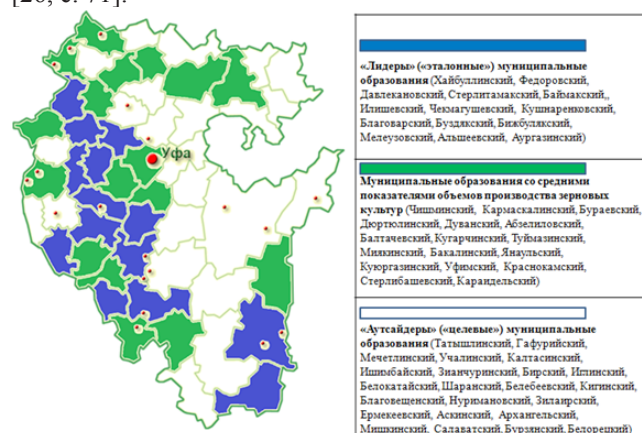 [20, с. 71].
Уфа
«Лидеры («эталонные») муниципальные
образования (Хайбуллинский, Федоровский,
Давлекановский, Стерлитамакский, Баймакский,,
Илишевский, Чекмагушевский, Кушнаренковский,
Благоварский, Буздякский, Бижбулякский,
Мелеузовский, Альшеевский, Аургазинский)
Муниципальные образования со средними
показателями объемов производства зерновых
культур (Чишминский, Кармаскалинский, Бураевский,
Дюртюлинский, Дуванский, Абзелиловский,
Балтачевский, Кугарчинский, Туймазинский,
Миякинский, Бакалинский, Янаульский,
Куюргазинский, Уфимский, Краснокамский,
Стерлибашевский, Караидельский)
«Аутсайдеры» («целевые») муниципальные
образования (Татышлинский, Гафурийский,
Мечетлинский, Учалинский, Калтасинский,
Ишимбайский, Зианчуринский, Бирский, Иглинский,
Белокатайский, Шаранский, Белебеевский, Кигинский,
Благовещенский, Нуримановский, Зилаирский,
Ермекеевский, Аскинский, Архангельский,
Мишкинский, Салаватский, Бурзянский, Белорецкий)